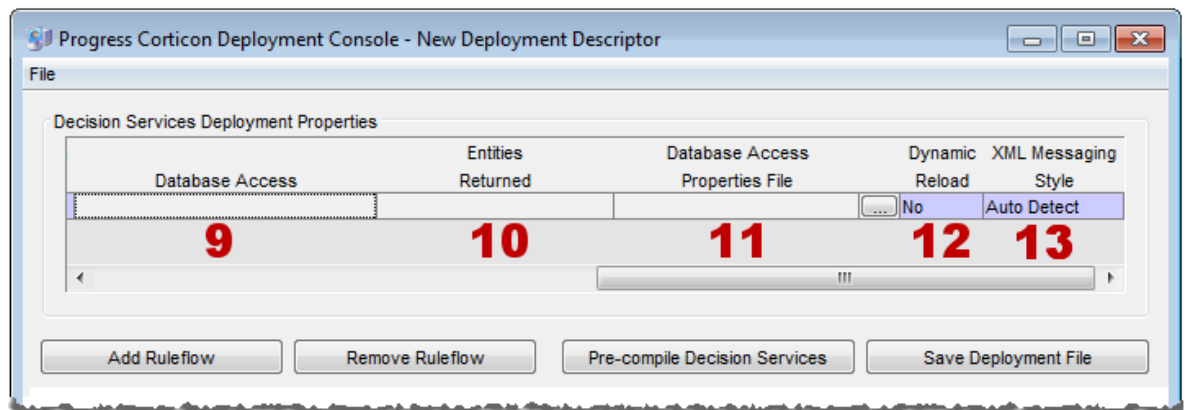 Progress Corticon Deployment Console - New Deployment Descriptor
File
Decision Services Deployment Properties
Entities Database Access Dynamic XML Messaging
Database Access Returned Properties File Reload Style
... No Auto Detect
9 10 11 12 13
Add Ruleflow Remove Ruleflow Pre-compile Decision Services Save Deployment File